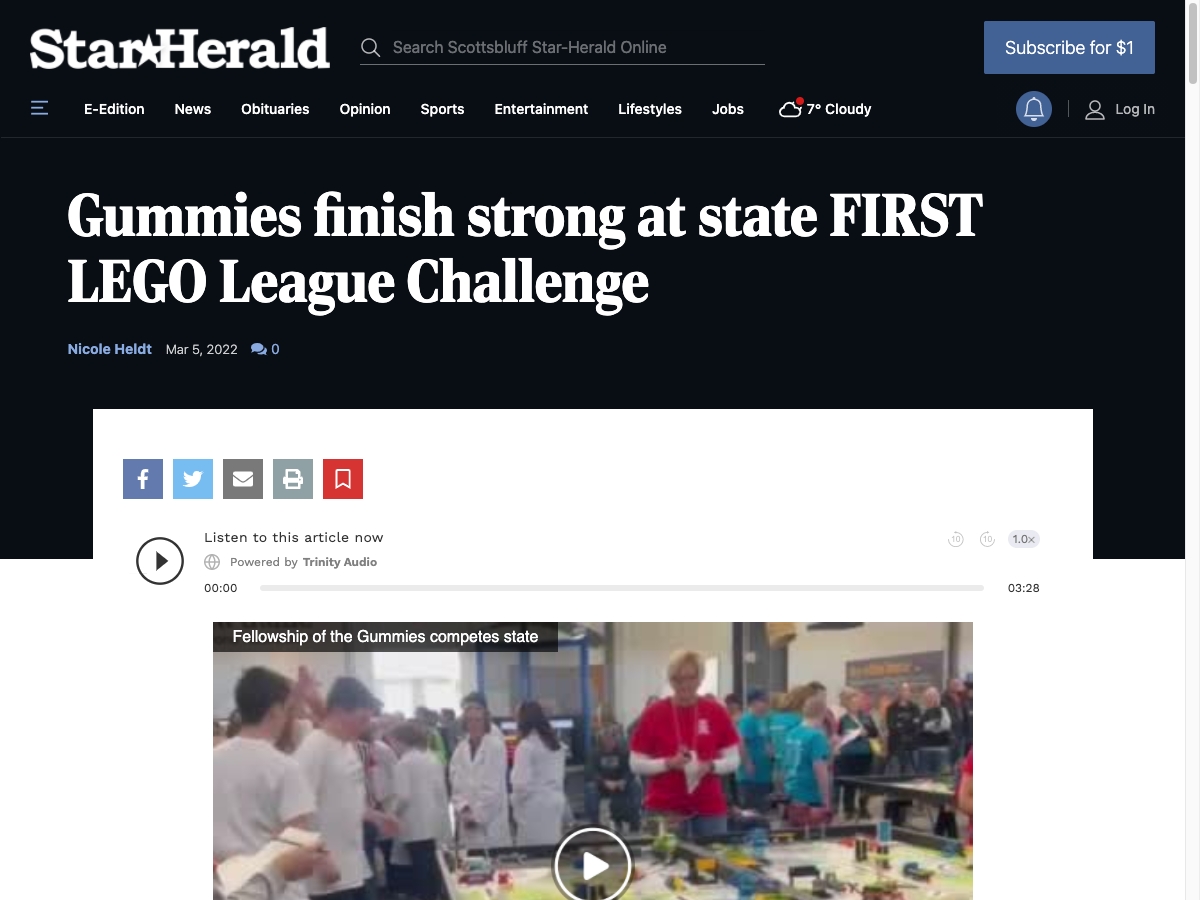 Star Herald
Search Scottsbluff Star-Herald Online
Subscribe for $1
E-Edition News Obituaries Opinion Sports Entertainment Lifestyles Jobs 7° Cloudy
Log In
Gummies finish strong at state FIRST
LEGO League Challenge
Nicole Heldt Mar 5, 2022 0
Listen to this article now
10 10 1.0×
Powered by Trinity Audio
00:00 03:28
Fellowship of the Gummies competes state